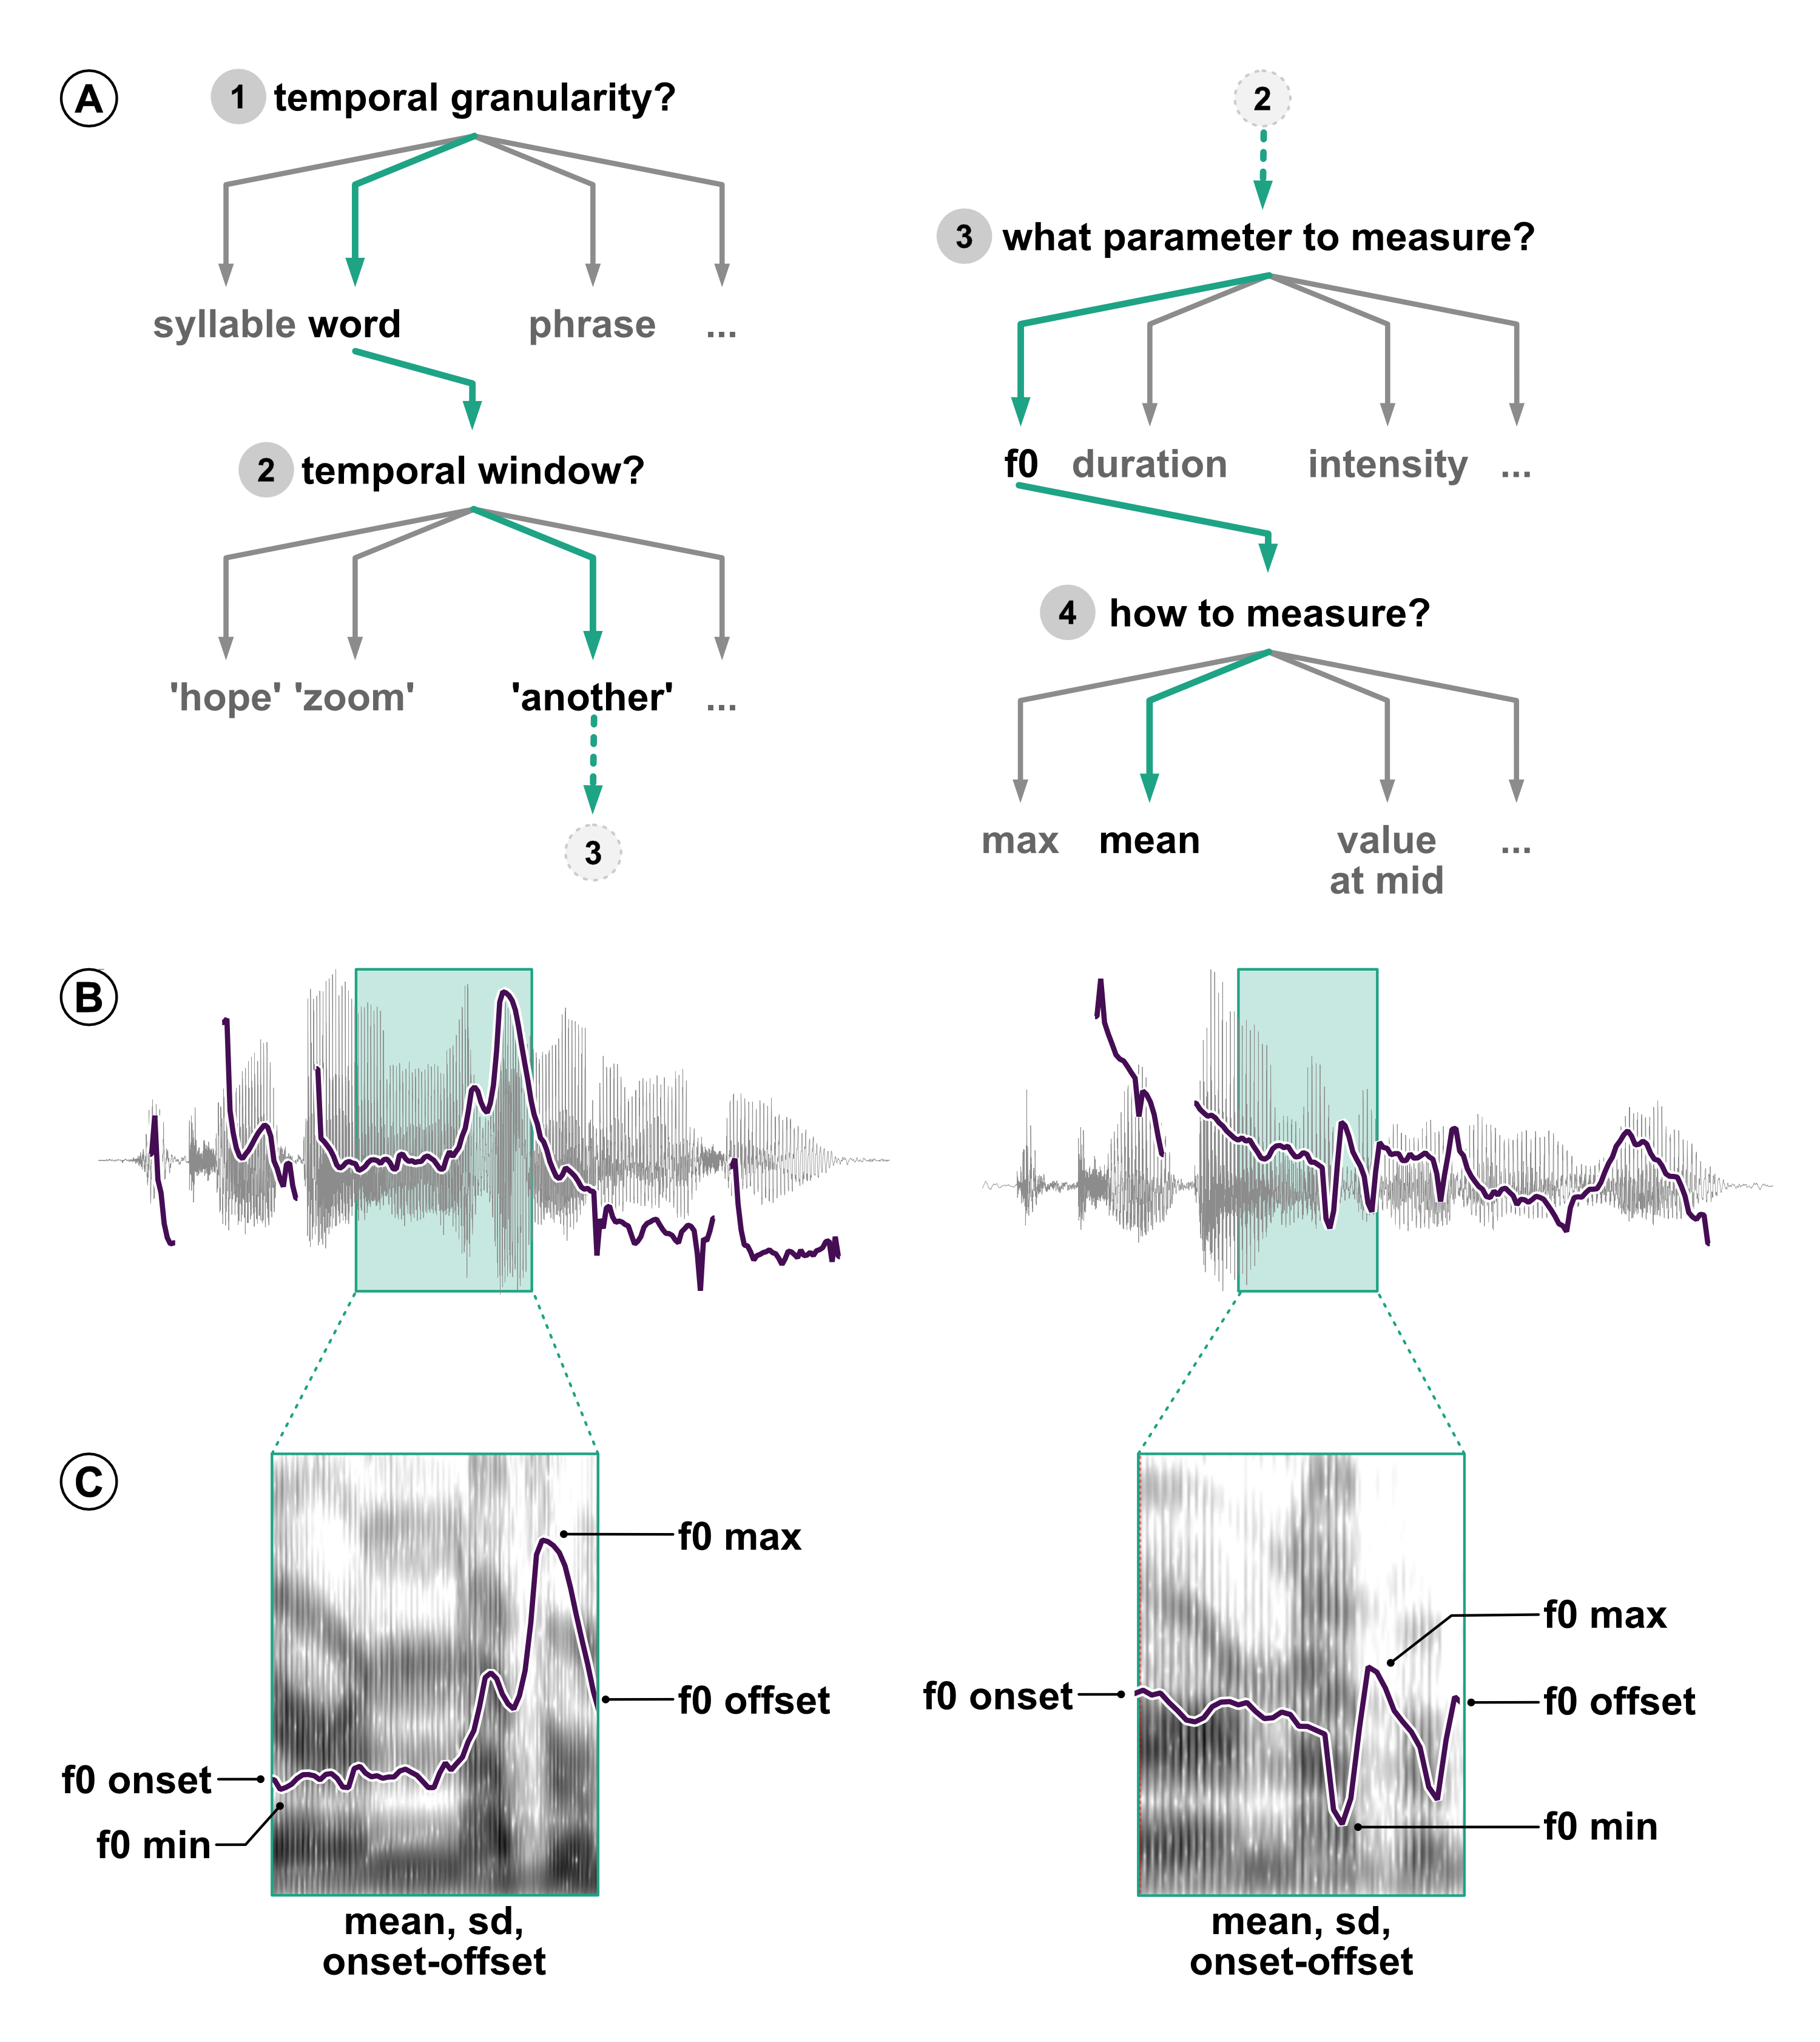 A
1 temporal granularity?
syllable word phrase ...
2 temporal window?
'hope' 'zoom' 'another' ...
3
2
3 what parameter to measure?
f0 duration intensity ...
4 how to measure?
max mean value at mid ...
B
C
f0 max
f0 offset
f0 onset
f0 min
mean, sd,
onset-offset
f0 max
f0 onset
f0 offset
f0 min
mean, sd,
onset-offset